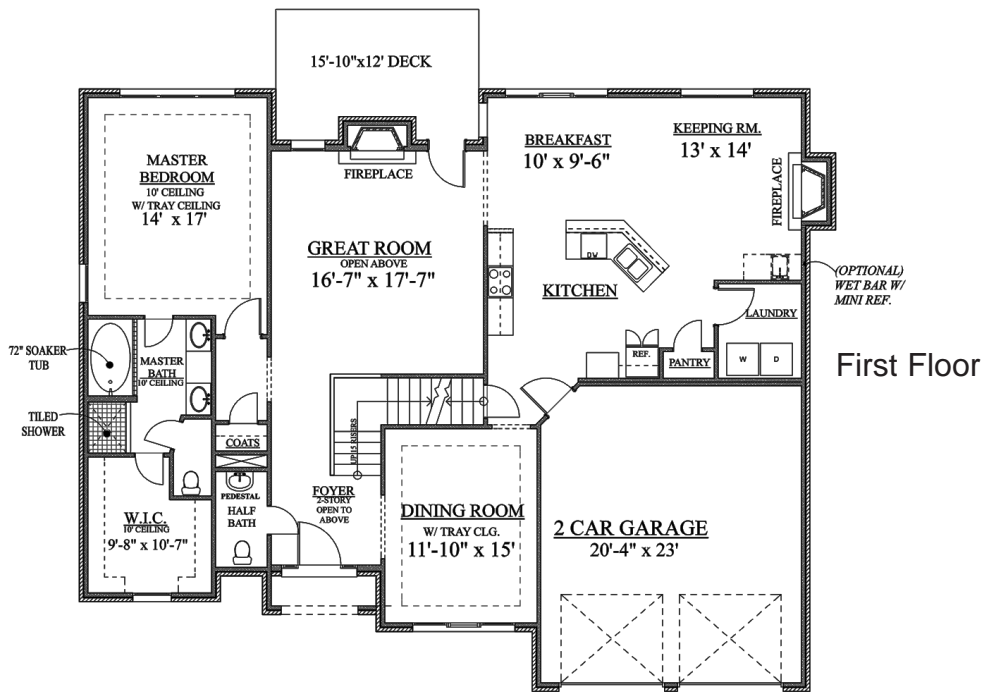 15'-10"x12' DECK
MASTER
BEDROOM
10' CEILING
W/ TRAY CEILING
14' x 17'
FIREPLACE
GREAT ROOM
OPEN ABOVE
16'-7" x 17'-7"
BREAKFAST
10' x 9'-6"
KEEPING RM.
13' x 14'
FIREPLACE
DW
KITCHEN
(OPTIONAL)
WET BAR W/
MINI REF.
LAUNDRY
W
D
REF.
PANTRY
First Floor
72" SOAKER
TUB
MASTER
BATH
10' CEILING
TILED
SHOWER
COATS
UP 15 RISERS
PEDESTAL
HALF
BATH
FOYER
2-STORY
OPEN TO
ABOVE
W.I.C.
10' CEILING
9'-8" x 10'-7"
DINING ROOM
W/ TRAY CLG.
11'-10" x 15'
2 CAR GARAGE
20'-4" x 23'